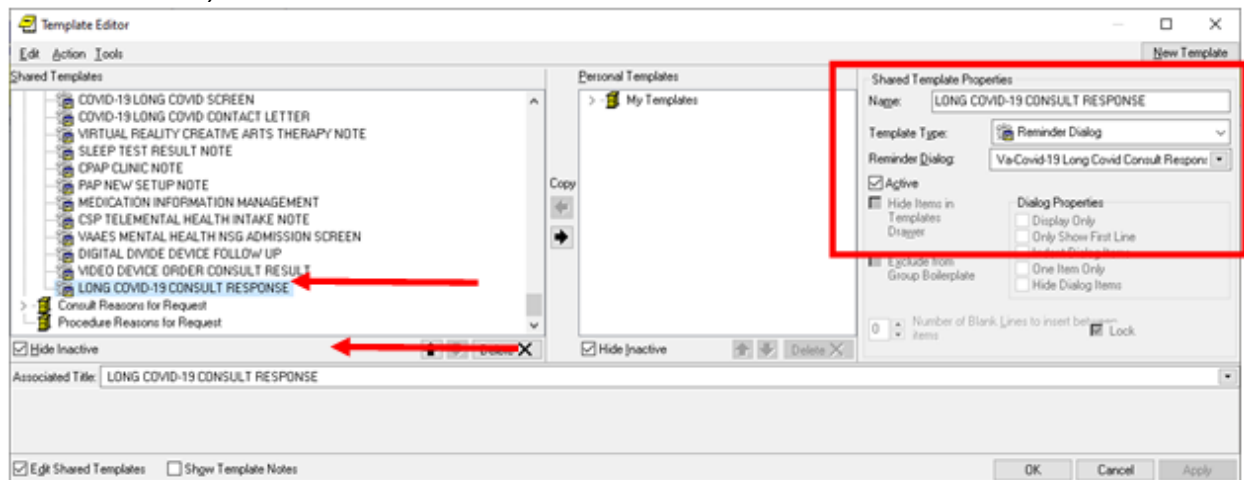 Template Editor
Edit Action Tools
New Template
Shared Templates
COVID-19 LONG COVID SCREEN
COVID-19 LONG COVID CONTACT LETTER
VIRTUAL REALITY CREATIVE ARTS THERAPY NOTE
SLEEP TEST RESULT NOTE
CPAP CLINIC NOTE
PAP NEW SETUP NOTE
MEDICATION INFORMATION MANAGEMENT
CSP TELEMENTAL HEALTH INTAKE NOTE
VAAES MENTAL HEALTH NSG ADMISSION SCREEN
DIGITAL DIVIDE DEVICE FOLLOW UP
VIDEO DEVICE ORDER CONSULT RESULT
LONG COVID-19 CONSULT RESPONSE
Consult Reasons for Request
Procedure Reasons for Request
Hide Inactive
Delete
Copy
Personal Templates
My Templates
Hide Inactive
Delete
Shared Template Properties
Name: LONG COVID-19 CONSULT RESPONSE
Template Type: Reminder Dialog
Reminder Dialog: Va-Covid-19 Long Covid Consult Respon
Active
Hide Items in
Templates
Drawer
Exclude from
Group Boilerplate
Dialog Properties
Display Only
Only Show First Line
Indent Dialog Items
One Item Only
Hide Dialog Items
0 Number of Blank Lines to insert between
items
Lock
Associated Title: LONG COVID-19 CONSULT RESPONSE
Edit Shared Templates Show Template Notes
OK Cancel Apply